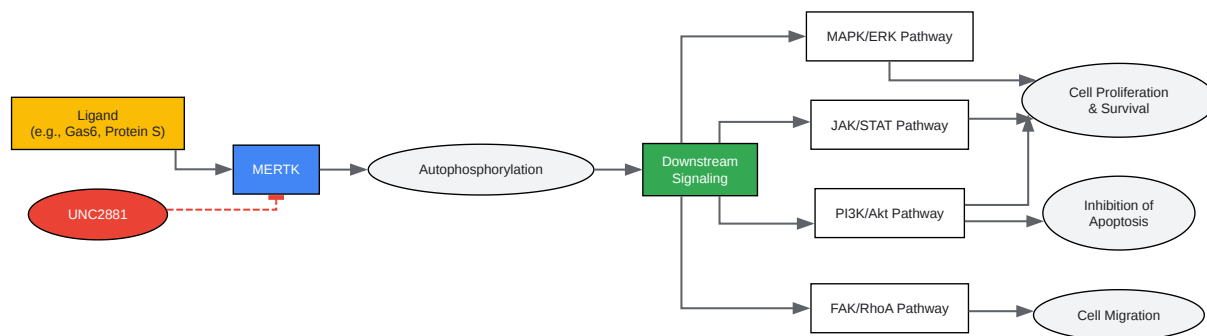 Ligand
(e.g., Gas6, Protein S)
UNC2881
MERTK
Autophosphorylation
Downstream
Signaling
MAPK/ERK Pathway
JAK/STAT Pathway
PI3K/Akt Pathway
FAK/RhoA Pathway
Cell Proliferation
& Survival
Inhibition of
Apoptosis
Cell Migration